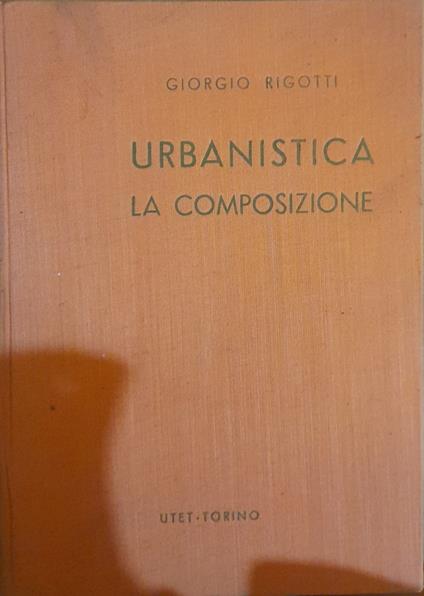 GIORGIO RIGOTTI
URBANISTICA
LA COMPOSIZIONE
UTET·TORINO